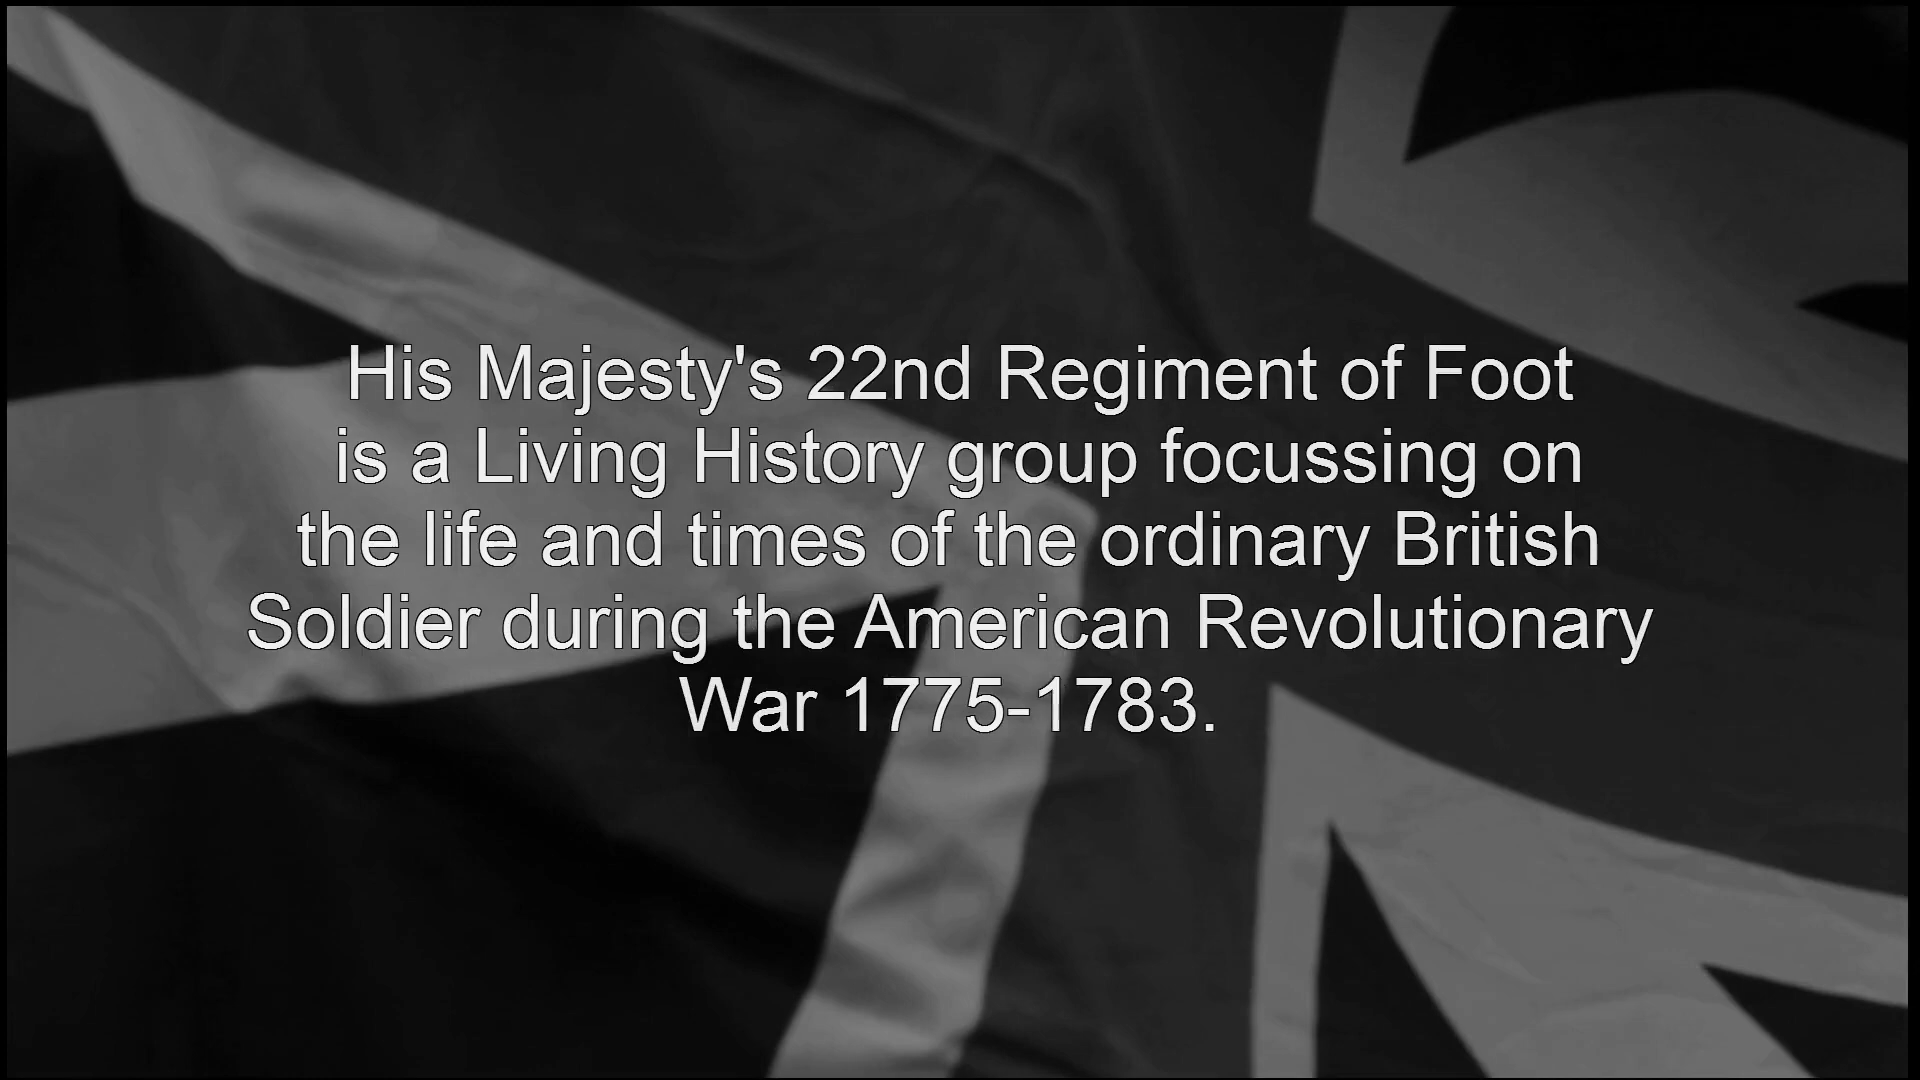 His Majesty's 22nd Regiment of Foot
is a Living History group focussing on
the life and times of the ordinary British
Soldier during the American Revolutionary
War 1775-1783.